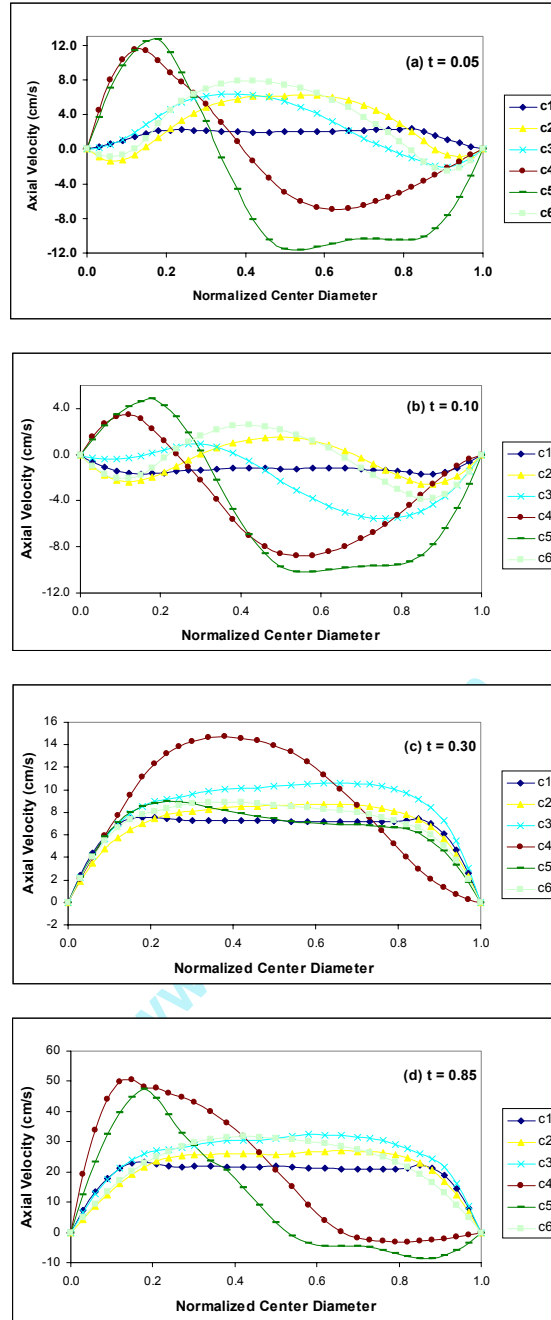 (a) t = 0.05
12.0
8.0
4.0
0.0
-4.0
-8.0
-12.0
Axial Velocity (cm/s)
0.0 0.2 0.4 0.6 0.8 1.0
Normalized Center Diameter
c1
c2
c3
c4
c5
c6
(b) t = 0.10
4.0
0.0
-4.0
-8.0
-12.0
Axial Velocity (cm/s)
0.0 0.2 0.4 0.6 0.8 1.0
Normalized Center Diameter
c1
c2
c3
c4
c5
c6
(c) t = 0.30
16
14
12
10
8
6
4
2
0
-2
Axial Velocity (cm/s)
0.0 0.2 0.4 0.6 0.8 1.0
Normalized Center Diameter
c1
c2
c3
c4
c5
c6
(d) t = 0.85
60
50
40
30
20
10
0
-10
Axial Velocity (cm/s)
0.0 0.2 0.4 0.6 0.8 1.0
Normalized Center Diameter
c1
c2
c3
c4
c5
c6